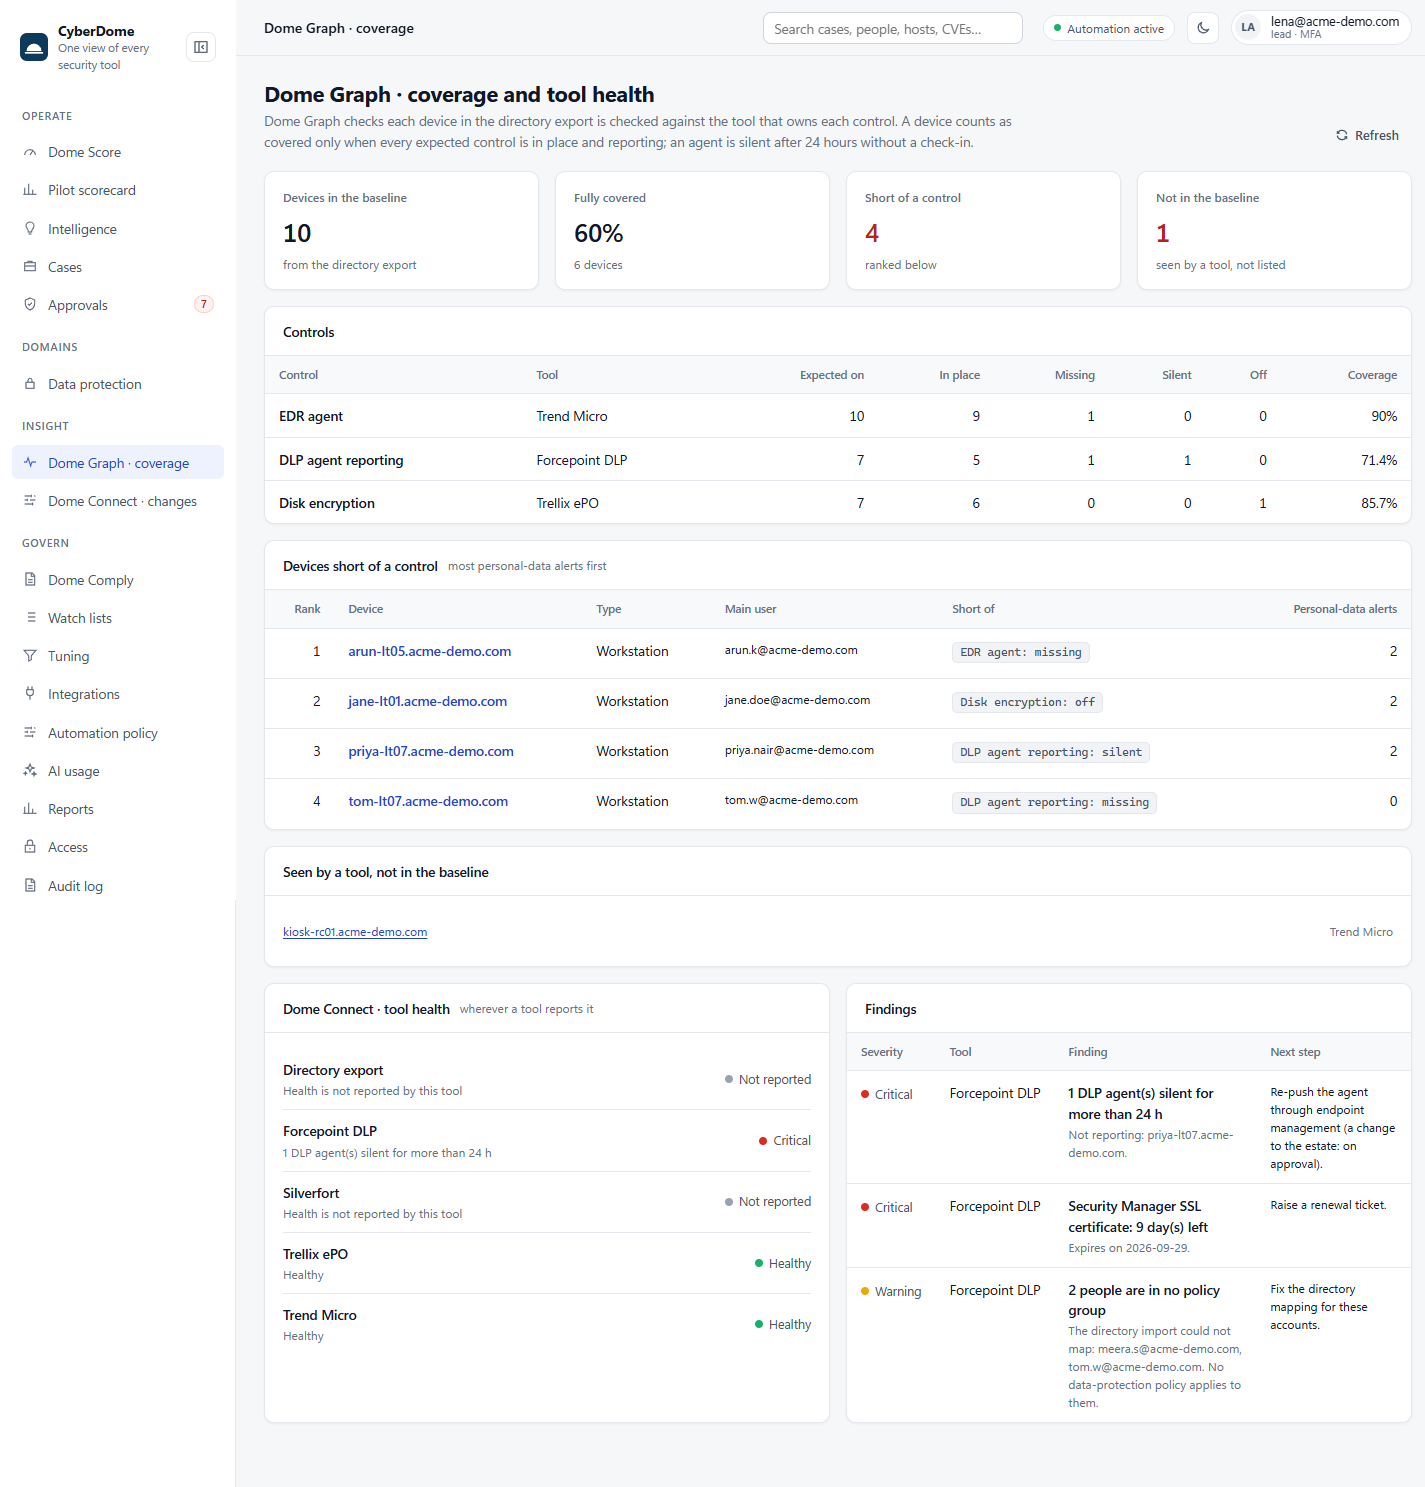 CyberDome
One view of every
security tool
OPERATE
Dome Score
Pilot scorecard
Intelligence
Cases
Approvals 7
DOMAINS
Data protection
INSIGHT
Dome Graph · coverage
Dome Connect · changes
GOVERN
Dome Comply
Watch lists
Tuning
Integrations
Automation policy
AI usage
Reports
Access
Audit log
Dome Graph · coverage
Search cases, people, hosts, CVEs...
Automation active
LA
lena@acme-demo.com
lead · MFA
Dome Graph · coverage and tool health
Dome Graph checks each device in the directory export is checked against the tool that owns each control. A device counts as
covered only when every expected control is in place and reporting; an agent is silent after 24 hours without a check-in.
Refresh
Devices in the baseline
10
from the directory export
Fully covered
60%
6 devices
Short of a control
4
ranked below
Not in the baseline
1
seen by a tool, not listed
Controls
Control Tool Expected on In place Missing Silent Off Coverage
EDR agent Trend Micro 10 9 1 0 0 90%
DLP agent reporting Forcepoint DLP 7 5 1 1 0 71.4%
Disk encryption Trellix ePO 7 6 0 0 1 85.7%
Devices short of a control most personal-data alerts first
Rank Device Type Main user Short of Personal-data alerts
1 arun-lt05.acme-demo.com Workstation arun.k@acme-demo.com EDR agent: missing 2
2 jane-lt01.acme-demo.com Workstation jane.doe@acme-demo.com Disk encryption: off 2
3 priya-lt07.acme-demo.com Workstation priya.nair@acme-demo.com DLP agent reporting: silent 2
4 tom-lt07.acme-demo.com Workstation tom.w@acme-demo.com DLP agent reporting: missing 0
Seen by a tool, not in the baseline
kiosk-rc01.acme-demo.com Trend Micro
Dome Connect · tool health wherever a tool reports it
Directory export
Health is not reported by this tool
Not reported
Forcepoint DLP
1 DLP agent(s) silent for more than 24 h
Critical
Silverfort
Health is not reported by this tool
Not reported
Trellix ePO
Healthy
Healthy
Trend Micro
Healthy
Healthy
Findings
Severity Tool Finding Next step
Critical Forcepoint DLP
1 DLP agent(s) silent for
more than 24 h
Not reporting: priya-lt07.acme-
demo.com.
Re-push the agent
through endpoint
management (a change
to the estate: on
approval).
Critical Forcepoint DLP
Security Manager SSL
certificate: 9 day(s) left
Expires on 2026-09-29.
Raise a renewal ticket.
Warning Forcepoint DLP
2 people are in no policy
group
The directory import could not
map: meera.s@acme-demo.com,
tom.w@acme-demo.com. No
data-protection policy applies to
them.
Fix the directory
mapping for these
accounts.